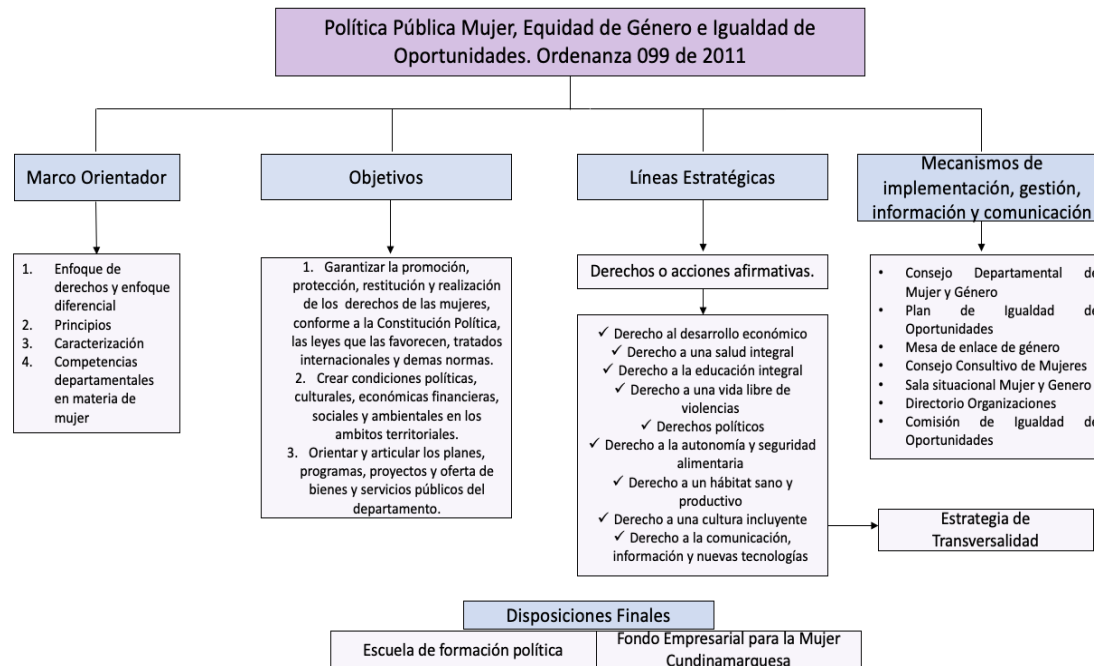 Política Pública Mujer, Equidad de Género e Igualdad de
Oportunidades. Ordenanza 099 de 2011
Marco Orientador
1. Enfoque de
derechos y enfoque
diferencial
2. Principios
3. Caracterización
4. Competencias
departamentales
en materia de
mujer
Objetivos
1. Garantizar la promoción,
protección, restitución y realización
de los derechos de las mujeres,
conforme a la Constitución Política,
las leyes que las favorecen, tratados
internacionales y demas normas.
2. Crear condiciones políticas,
culturales, económicas financieras,
sociales y ambientales en los
ambitos territoriales.
3. Orientar y articular los planes,
programas, proyectos y oferta de
bienes y servicios públicos del
departamento.
Líneas Estratégicas
Derechos o acciones afirmativas.
✓ Derecho al desarrollo económico
✓ Derecho a una salud integral
✓ Derecho a la educación integral
✓ Derecho a una vida libre de
violencias
✓ Derechos políticos
✓ Derecho a la autonomía y seguridad
alimentaria
✓ Derecho a un hábitat sano y
productivo
✓ Derecho a una cultura incluyente
✓ Derecho a la comunicación,
información y nuevas tecnologías
Mecanismos de
implementación, gestión,
información y comunicación
• Consejo Departamental de
Mujer y Género
• Plan de Igualdad de
Oportunidades
• Mesa de enlace de género
• Consejo Consultivo de Mujeres
• Sala situacional Mujer y Genero
• Directorio Organizaciones
• Comisión de Igualdad de
Oportunidades
Estrategia de
Transversalidad
Disposiciones Finales
Escuela de formación política
Fondo Empresarial para la Mujer
Cundinamarquesa